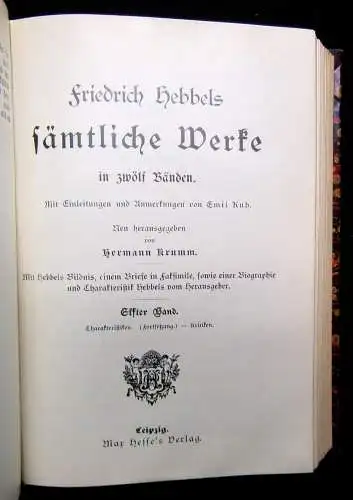 Friedrich Hebbels
sämtliche Werke
in zwölf Bänden.
Mit Einleitungen und Anmerkungen von Emil Kuh.
Neu herausgegeben
von
Hermann Krumm.
Mit Hebbels Bildnis, einem Briefe in Faksimile, sowie einer Biographie
und Charakteristik Hebbels vom Herausgeber.
Elfter Band.
Charakteristiken. (Fortsetzung.) — Kritiken.
Leipzig.
Max Hesse's Verlag.